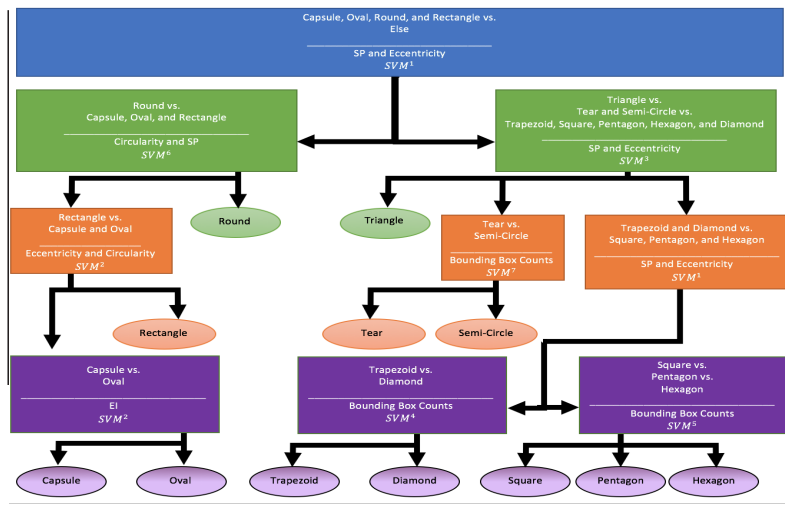 Capsule, Oval, Round, and Rectangle vs.
Else
SP and Eccentricity
SVM¹
Round vs.
Capsule, Oval, and Rectangle
Circularity and SP
SVM⁶
Triangle vs.
Tear and Semi-Circle vs.
Trapezoid, Square, Pentagon, Hexagon, and Diamond
SP and Eccentricity
SVM³
Rectangle vs.
Capsule and Oval
Eccentricity and Circularity
SVM²
Round
Triangle
Tear vs.
Semi-Circle
Bounding Box Counts
SVM⁷
Trapezoid and Diamond vs.
Square, Pentagon, and Hexagon
SP and Eccentricity
SVM¹
Rectangle
Tear
Semi-Circle
Capsule vs.
Oval
EI
SVM²
Trapezoid vs.
Diamond
Bounding Box Counts
SVM⁴
Square vs.
Pentagon vs.
Hexagon
Bounding Box Counts
SVM⁵
Capsule
Oval
Trapezoid
Diamond
Square
Pentagon
Hexagon